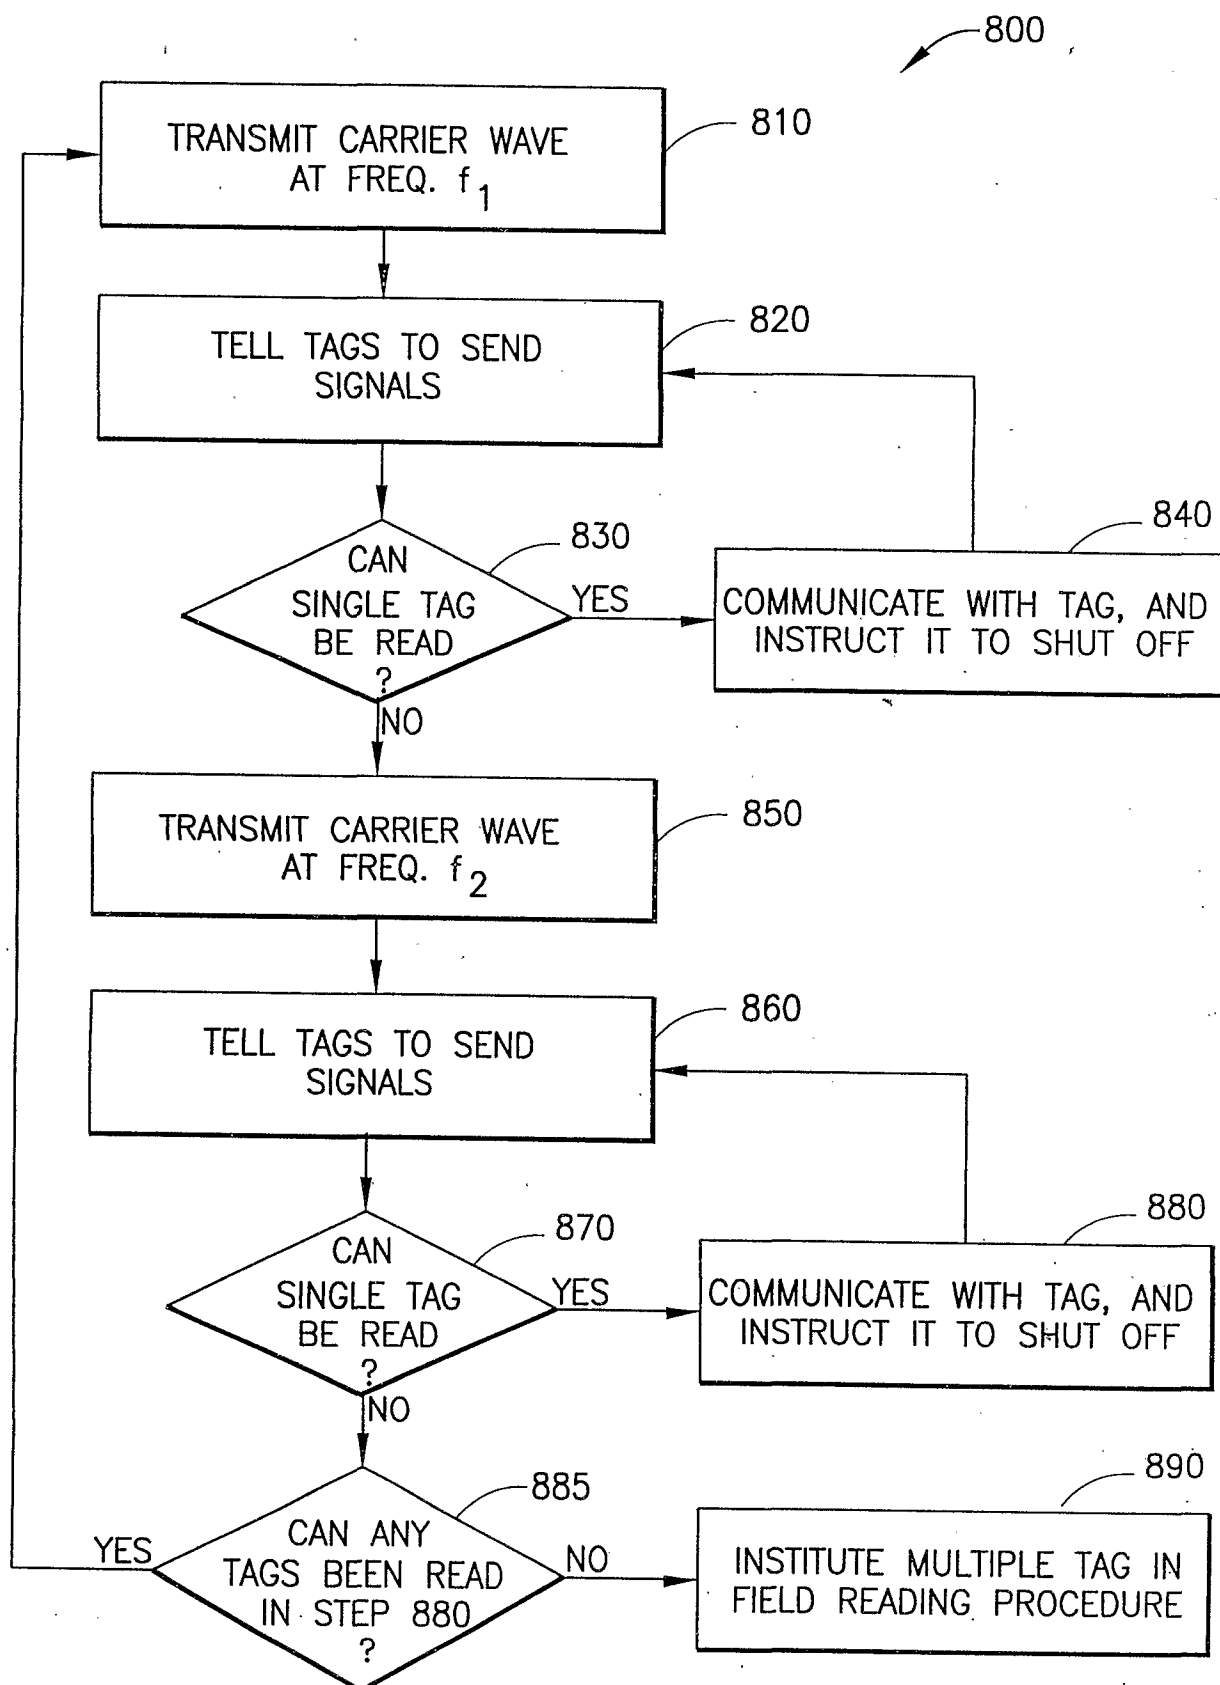 800
TRANSMIT CARRIER WAVE
AT FREQ. f1
810
TELL TAGS TO SEND
SIGNALS
820
CAN
SINGLE TAG
BE READ
?
830
YES
NO
COMMUNICATE WITH TAG, AND
INSTRUCT IT TO SHUT OFF
840
TRANSMIT CARRIER WAVE
AT FREQ. f2
850
TELL TAGS TO SEND
SIGNALS
860
CAN
SINGLE TAG
BE READ
?
870
YES
NO
COMMUNICATE WITH TAG, AND
INSTRUCT IT TO SHUT OFF
880
CAN ANY
TAGS BEEN READ
IN STEP 880
?
885
YES
NO
INSTITUTE MULTIPLE TAG IN
FIELD READING PROCEDURE
890